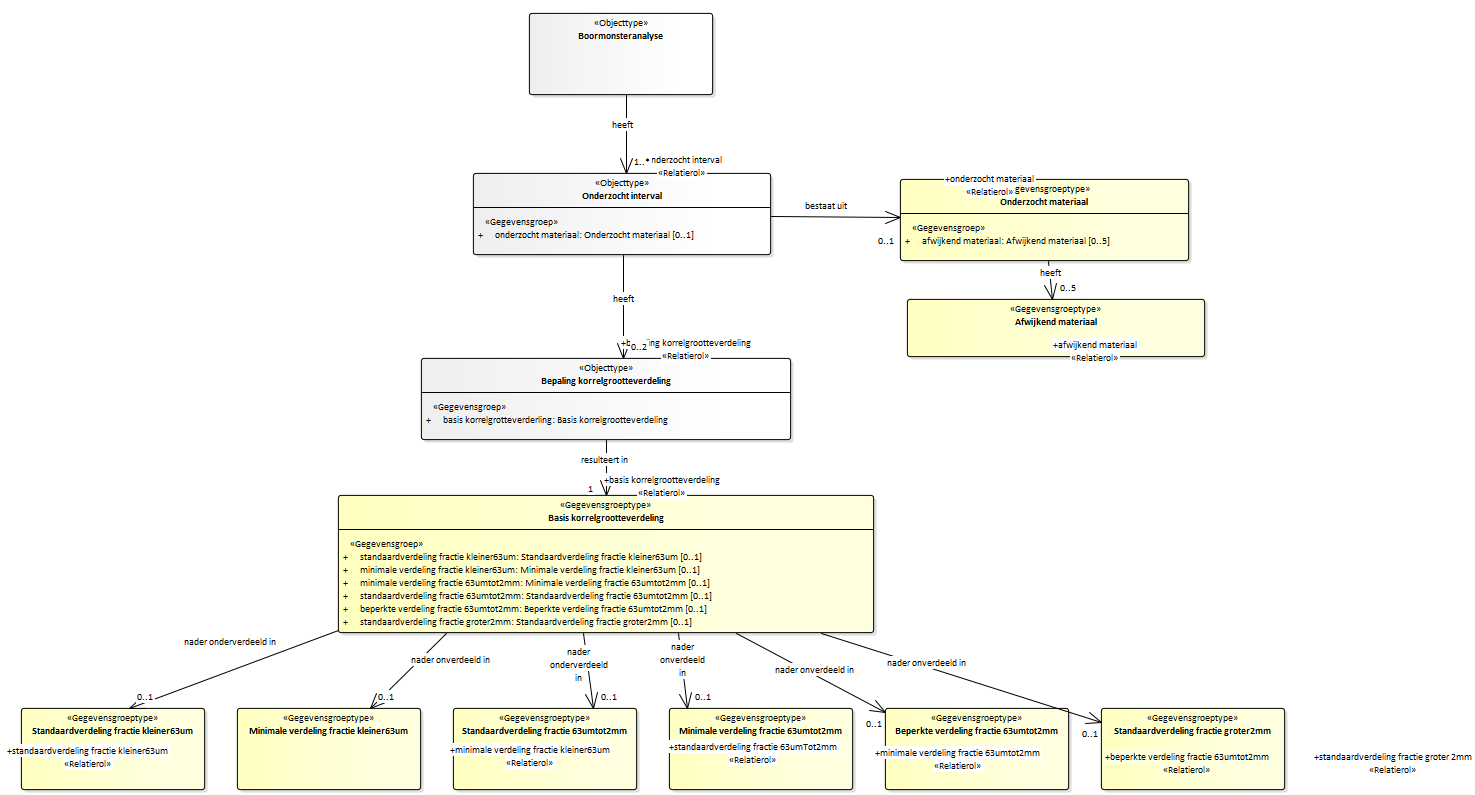 «Objecttype»
Boormonsteranalyse
heeft
1..*
nderzocht interval
«Relatierol»
«Objecttype»
Onderzocht interval
«Gegevensgroep»
+ onderzocht materiaal: Onderzocht materiaal [0..1]
bestaat uit
0..1
+onderzocht materiaal
«Relatierol»
gevensgroeptype»
Onderzocht materiaal
«Gegevensgroep»
+ afwijkend materiaal: Afwijkend materiaal [0..5]
heeft
0..5
«Gegevensgroeptype»
Afwijkend materiaal
+afwijkend materiaal
«Relatierol»
heeft
0..2
ing korrelgrootteverdeling
«Relatierol»
«Objecttype»
Bepaling korrelgrootteverdeling
«Gegevensgroep»
+ basis korrelgrotteverderling: Basis korrelgrootteverdeling
resulteert in
1
+basis korrelgrootteverdeling
«Relatierol»
«Gegevensgroeptype»
Basis korrelgrootteverdeling
«Gegevensgroep»
+ standaardverdeling fractie kleiner63um: Standaardverdeling fractie kleiner63um [0..1]
+ minimale verdeling fractie kleiner63um: Minimale verdeling fractie kleiner63um [0..1]
+ minimale verdeling fractie 63umtot2mm: Minimale verdeling fractie 63umtot2mm [0..1]
+ standaardverdeling fractie 63umtot2mm: Standaardverdeling fractie 63umtot2mm [0..1]
+ beperkte verdeling fractie 63umtot2mm: Beperkte verdeling fractie 63umtot2mm [0..1]
+ standaardverdeling fractie groter2mm: Standaardverdeling fractie groter2mm [0..1]
nader onderverdeeld in
0..1
nader onverdeeld in
0..1
nader
onderverdeeld
in
0..1
nader
onverdeeld
in
0..1
nader onverdeeld in
0..1
nader onverdeeld in
0..1
«Gegevensgroeptype»
Standaardverdeling fractie kleiner63um
+standaardverdeling fractie kleiner63um
«Relatierol»
«Gegevensgroeptype»
Minimale verdeling fractie kleiner63um
«Gegevensgroeptype»
Standaardverdeling fractie 63umtot2mm
+minimale verdeling fractie kleiner63um
«Relatierol»
«Gegevensgroeptype»
Minimale verdeling fractie 63umtot2mm
+standaardverdeling fractie 63umTot2mm
«Relatierol»
«Gegevensgroeptype»
Beperkte verdeling fractie 63umtot2mm
+minimale verdeling fractie 63umtot2mm
«Relatierol»
«Gegevensgroeptype»
Standaardverdeling fractie groter2mm
+beperkte verdeling fractie 63umtot2mm
«Relatierol»
+standaardverdeling fractie groter 2mm
«Relatierol»